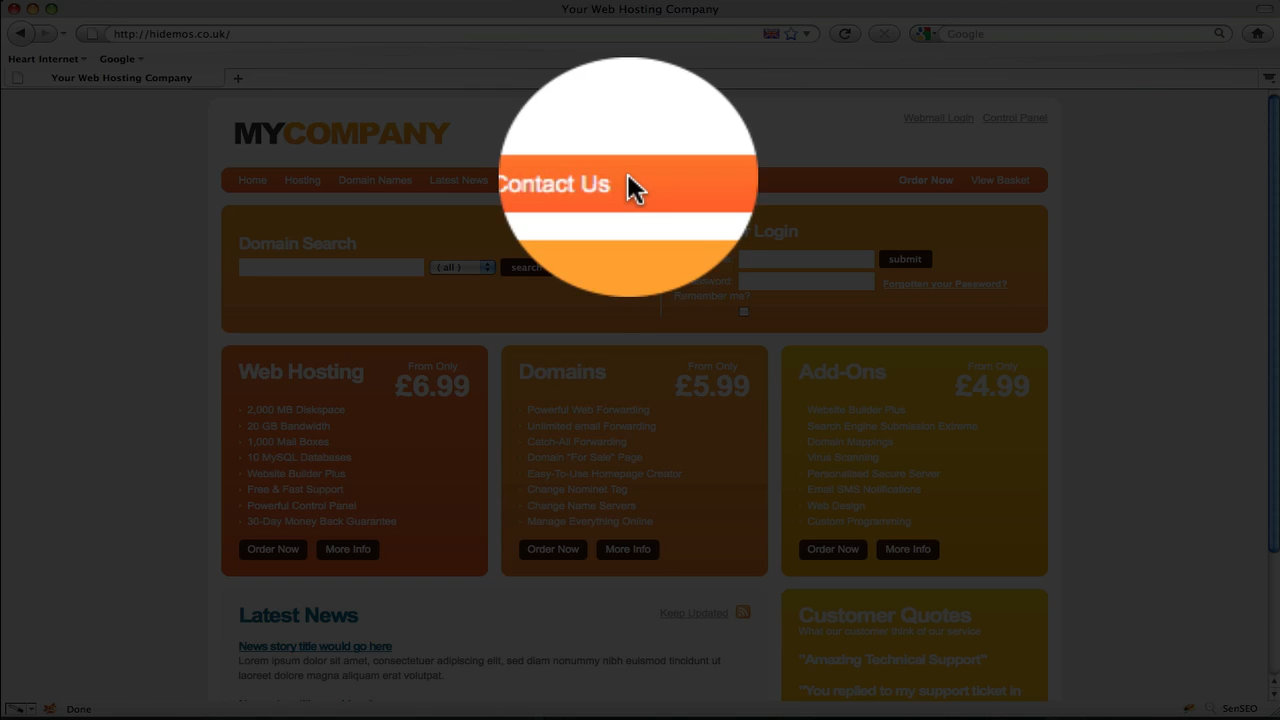 Your Web Hosting Company
http://hidemos.co.uk/
Google
Heart Internet Google
Your Web Hosting Company
MYCOMPANY
Webmail Login Control Panel
Home Hosting Domain Names Latest News Contact Us Order Now View Basket
Domain Search
( all ) search
Login
submit
Forgotten your Password?
Remember me?
Web Hosting
From Only
£6.99
2,000 MB Diskspace
20 GB Bandwidth
1,000 Mail Boxes
10 MySQL Databases
Website Builder Plus
Free & Fast Support
Powerful Control Panel
30-Day Money Back Guarantee
Order Now More Info
Domains
From Only
£5.99
Powerful Web Forwarding
Unlimited email Forwarding
Catch-All Forwarding
Domain "For Sale" Page
Easy-To-Use Homepage Creator
Change Nominet Tag
Change Name Servers
Manage Everything Online
Order Now More Info
Add-Ons
From Only
£4.99
Website Builder Plus
Search Engine Submission Extreme
Domain Mappings
Virus Scanning
Personalised Secure Server
Email SMS Notifications
Web Design
Custom Programming
Order Now More Info
Latest News
Keep Updated
News story title would go here
Lorem ipsum dolor sit amet, consectetuer adipiscing elit, sed diam nonummy nibh euismod tincidunt ut
laoreet dolore magna aliquam erat volutpat.
Customer Quotes
What our customer think of our service
"Amazing Technical Support"
"You replied to my support ticket in
Done
SenSEO